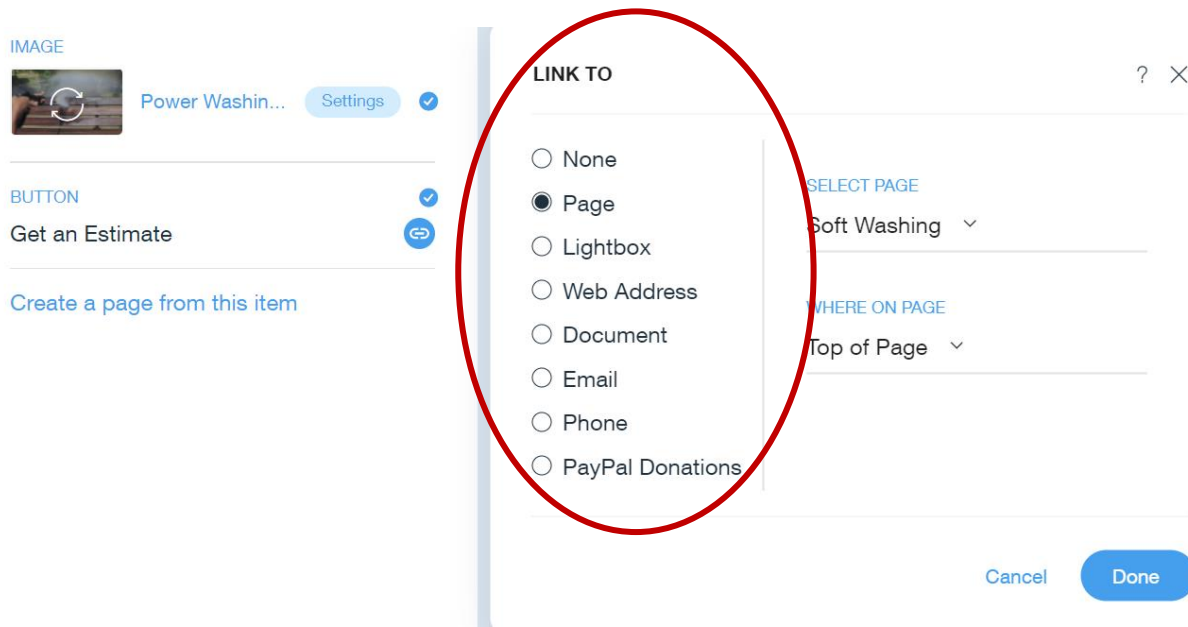 IMAGE
Power Washin... Settings
BUTTON
Get an Estimate
Create a page from this item
LINK TO ?
None
Page
Lightbox
Web Address
Document
Email
Phone
PayPal Donations
SELECT PAGE
Soft Washing
WHERE ON PAGE
Top of Page
Cancel Done